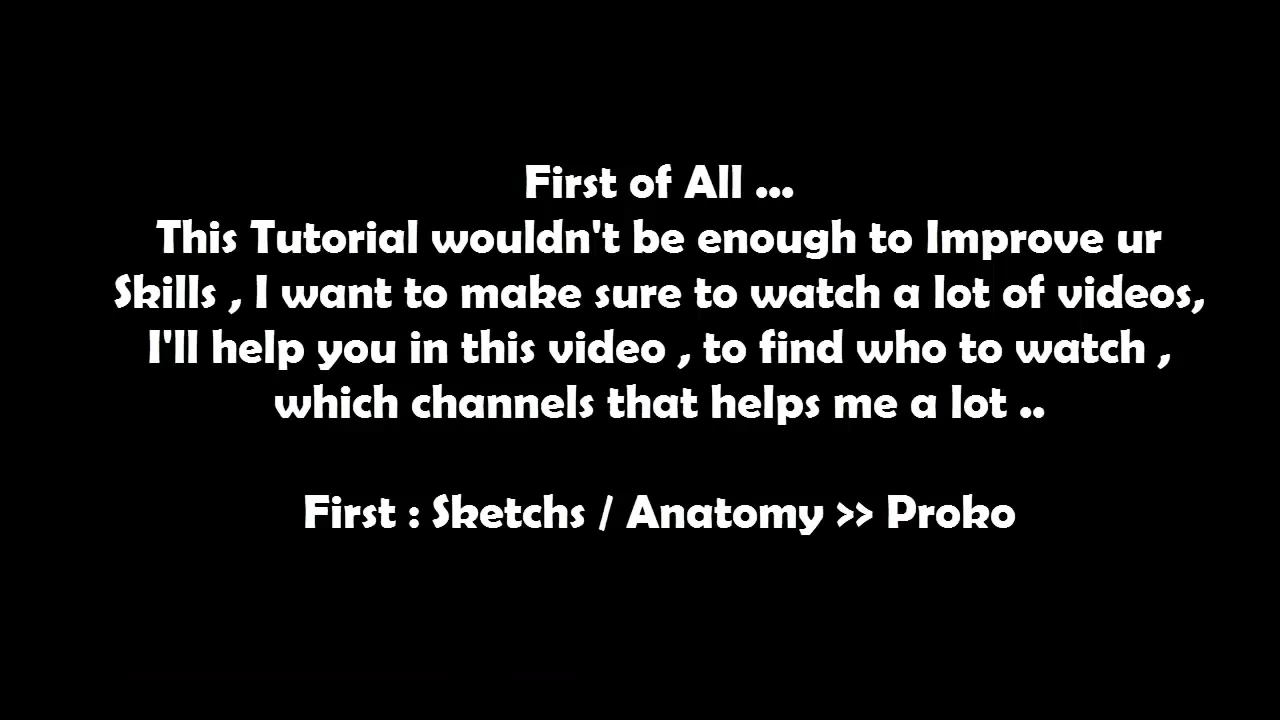 First of All ...
This Tutorial wouldn't be enough to Improve ur
Skills , I want to make sure to watch a lot of videos,
I'll help you in this video , to find who to watch ,
which channels that helps me a lot ..
First : Sketchs / Anatomy >> Proko